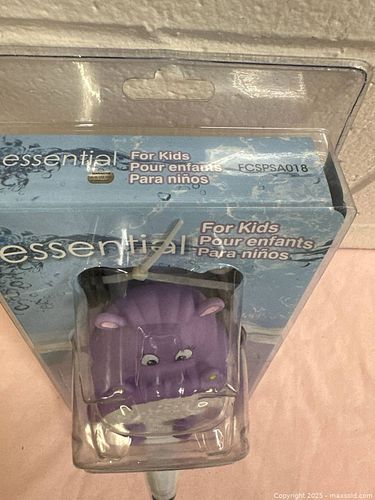 essential
For Kids
Pour enfants
Para niños
FCSPSA018
essential
For Kids
Pour enfants
Para niños
Copyright 2025 - maxsold.com